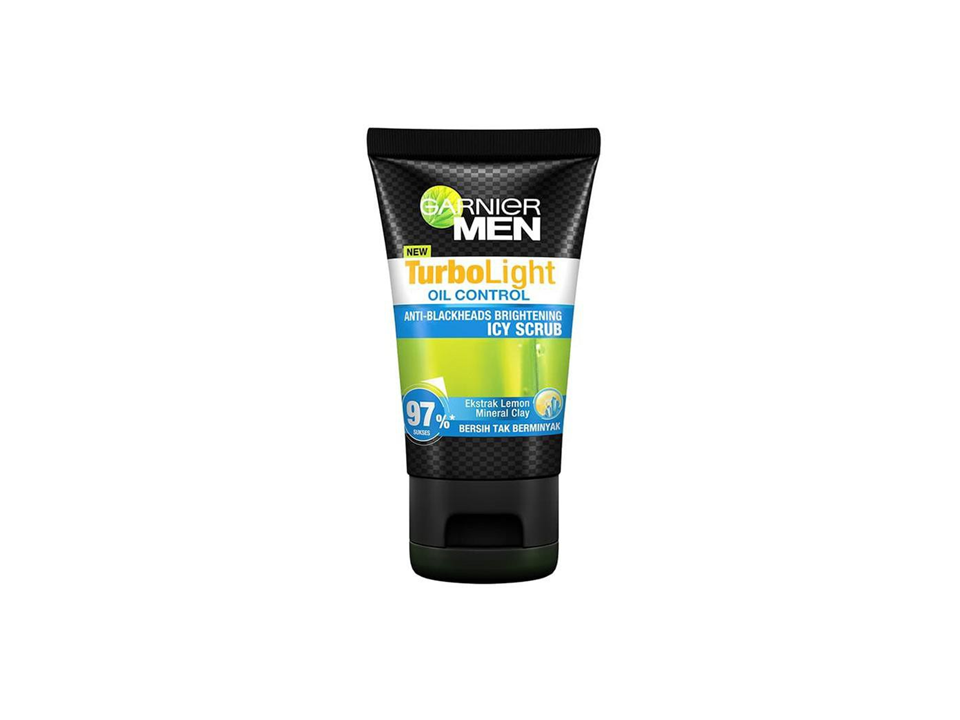 GARNIER
MEN
NEW
TurboLight
OIL CONTROL
ANTI-BLACKHEADS BRIGHTENING
ICY SCRUB
97%*
SUKSES
Ekstrak Lemon
Mineral Clay
BERSIH TAK BERMINYAK